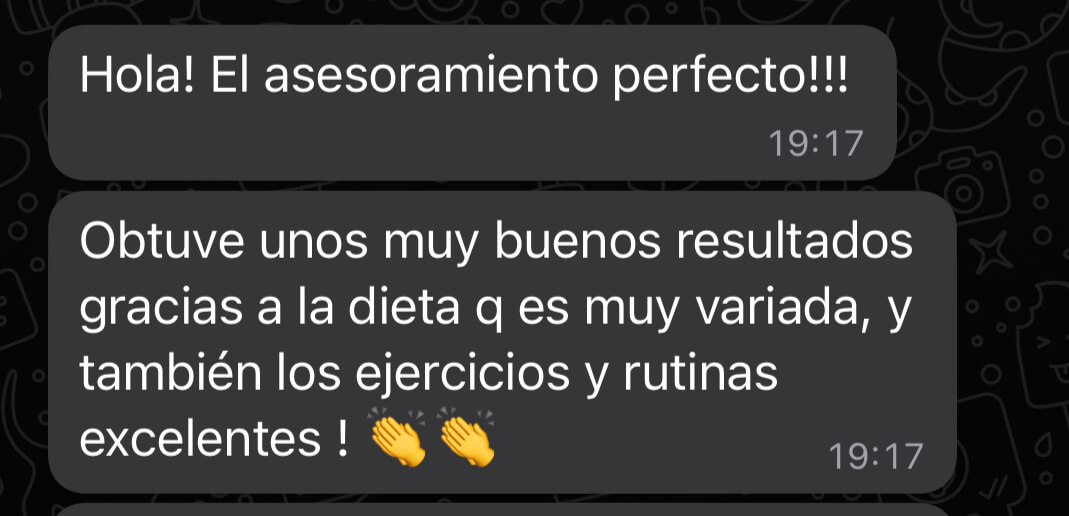 Hola! El asesoramiento perfecto!!!
19:17
Obtuve unos muy buenos resultados
gracias a la dieta q es muy variada, y
también los ejercicios y rutinas
excelentes ! 👏👏
19:17